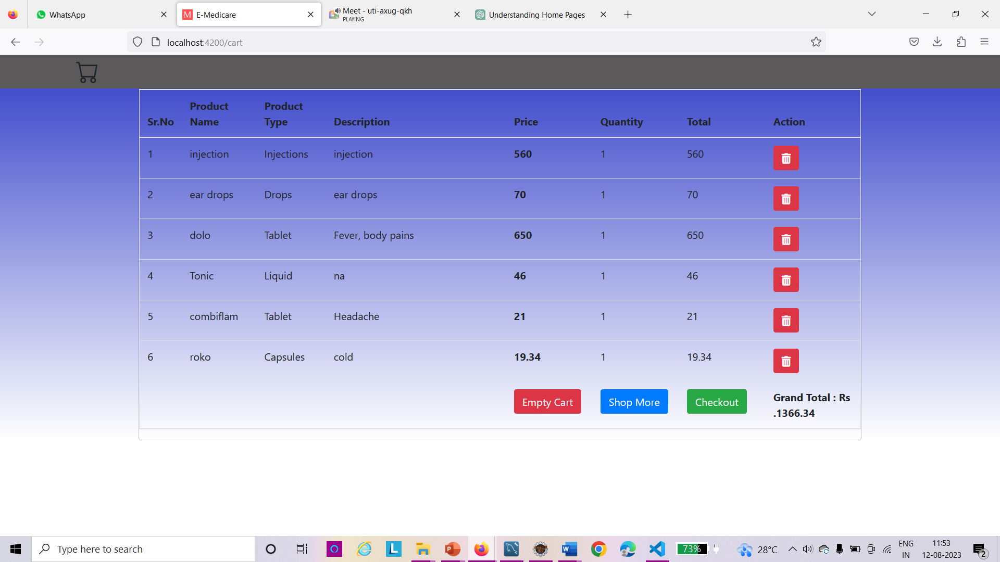 WhatsApp
E-Medicare
Meet - uti-axug-qkh
PLAYING
Understanding Home Pages
localhost:4200/cart
Sr.No Product Name Product Type Description Price Quantity Total Action
1 injection Injections injection 560 1 560
2 ear drops Drops ear drops 70 1 70
3 dolo Tablet Fever, body pains 650 1 650
4 Tonic Liquid na 46 1 46
5 combiflam Tablet Headache 21 1 21
6 roko Capsules cold 19.34 1 19.34
Empty Cart Shop More Checkout Grand Total : Rs
.1366.34
Type here to search
73%
28°C
ENG
IN
11:53
12-08-2023
2